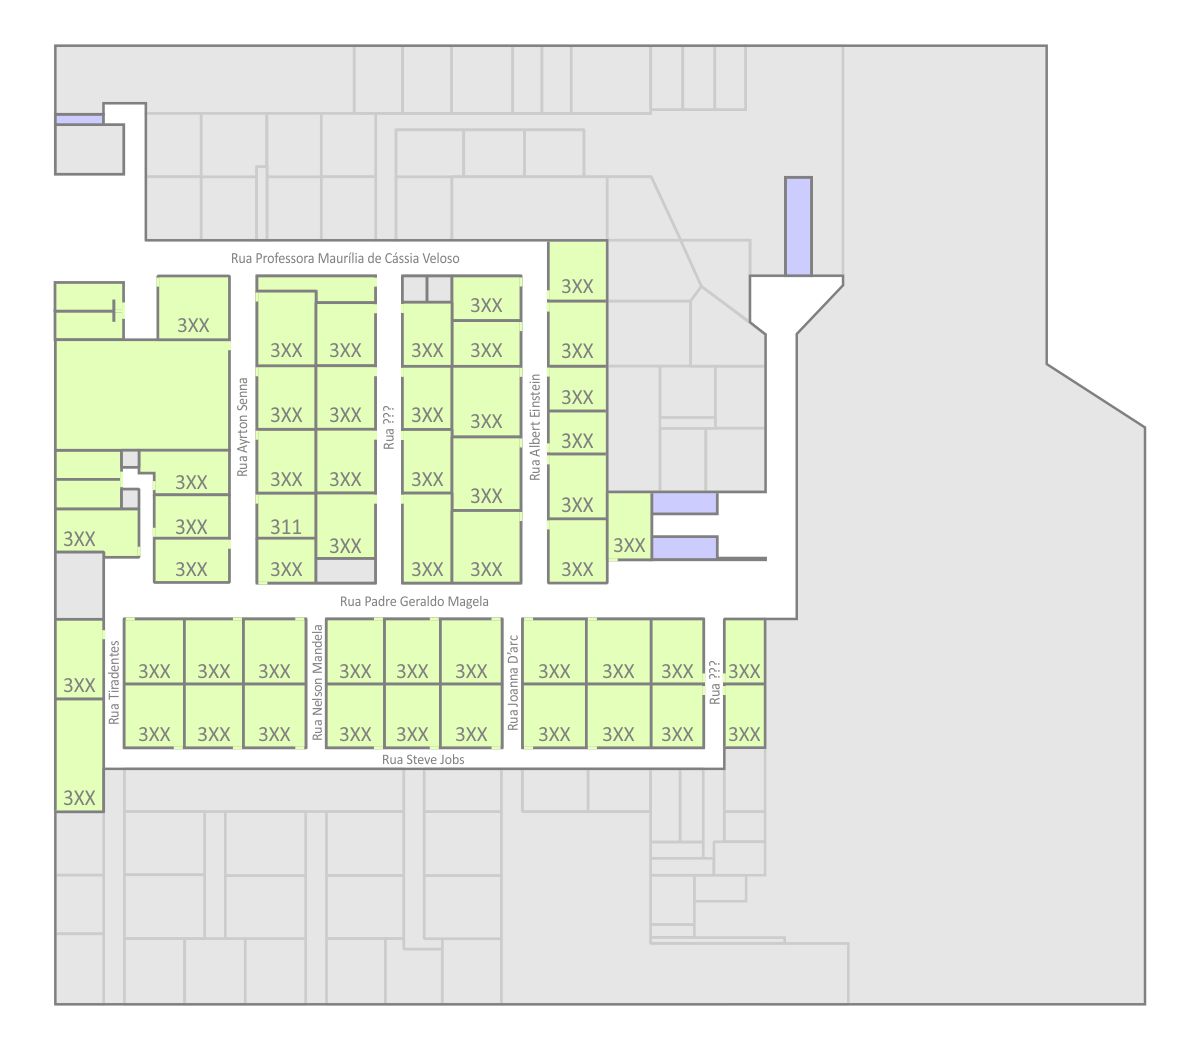 Rua Professora Maurília de Cássia Veloso
3XX
3XX
3XX
3XX 3XX 3XX 3XX 3XX
Rua Ayrton Senna
Rua ???
Rua Albert Einstein
3XX
3XX 3XX 3XX 3XX
3XX
3XX 3XX 3XX 3XX 3XX
3XX
3XX 311
3XX
3XX 3XX
3XX 3XX 3XX 3XX 3XX
Rua Padre Geraldo Magela
Rua Tiradentes
Rua Nelson Mandela
Rua Joanna D'arc
Rua ???
3XX 3XX 3XX 3XX 3XX 3XX 3XX 3XX 3XX 3XX 3XX
3XX
3XX 3XX 3XX 3XX 3XX 3XX 3XX 3XX 3XX 3XX
Rua Steve Jobs
3XX